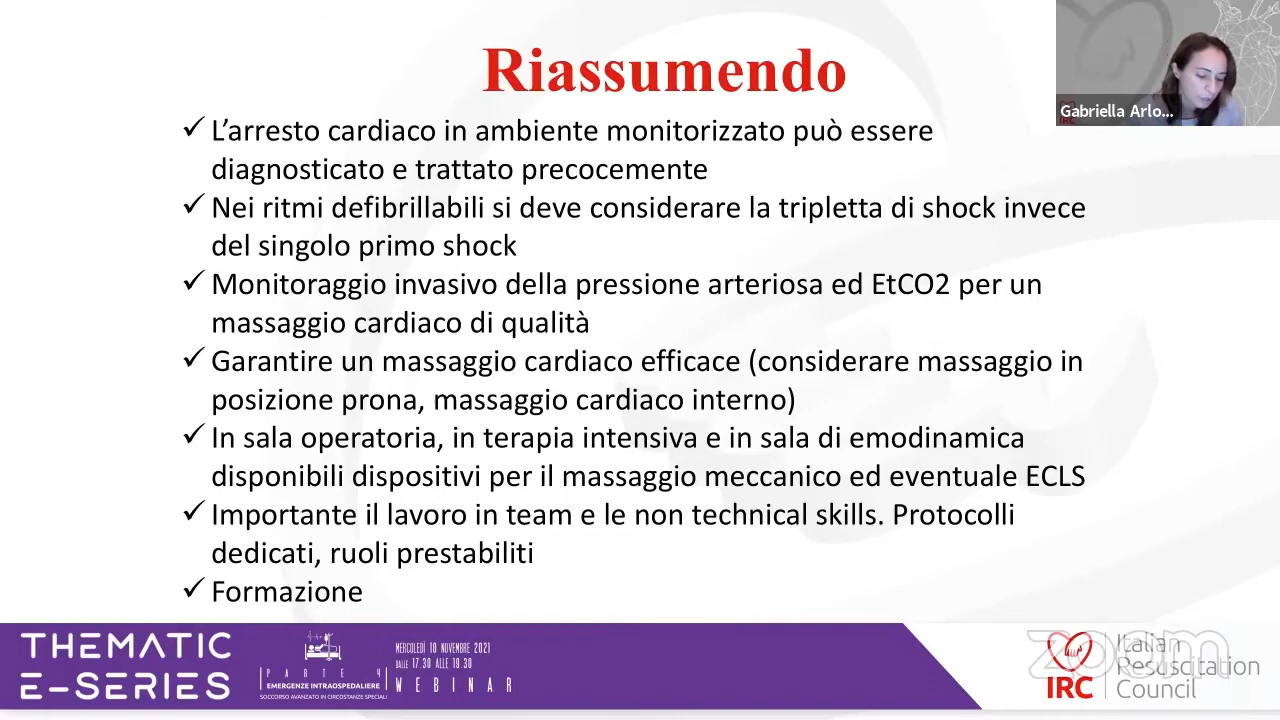 Riassumendo
Gabriella Arlo...
✓ L'arresto cardiaco in ambiente monitorizzato può essere
diagnosticato e trattato precocemente
✓ Nei ritmi defibrillabili si deve considerare la tripletta di shock invece
del singolo primo shock
✓ Monitoraggio invasivo della pressione arteriosa ed EtCO2 per un
massaggio cardiaco di qualità
✓ Garantire un massaggio cardiaco efficace (considerare massaggio in
posizione prona, massaggio cardiaco interno)
✓ In sala operatoria, in terapia intensiva e in sala di emodinamica
disponibili dispositivi per il massaggio meccanico ed eventuale ECLS
✓ Importante il lavoro in team e le non technical skills. Protocolli
dedicati, ruoli prestabiliti
✓ Formazione
THEMATIC
E-SERIES
PARTE 4
EMERGENZE INTRAOSPEDALIERE
SOCCORSO AVANZATO IN CIRCOSTANZE SPECIALI
MERCOLEDÌ 10 NOVEMBRE 2021
DALLE 17.30 ALLE 19.30
WEBINAR
IRC
Italian
Resuscitation
Council
zoom